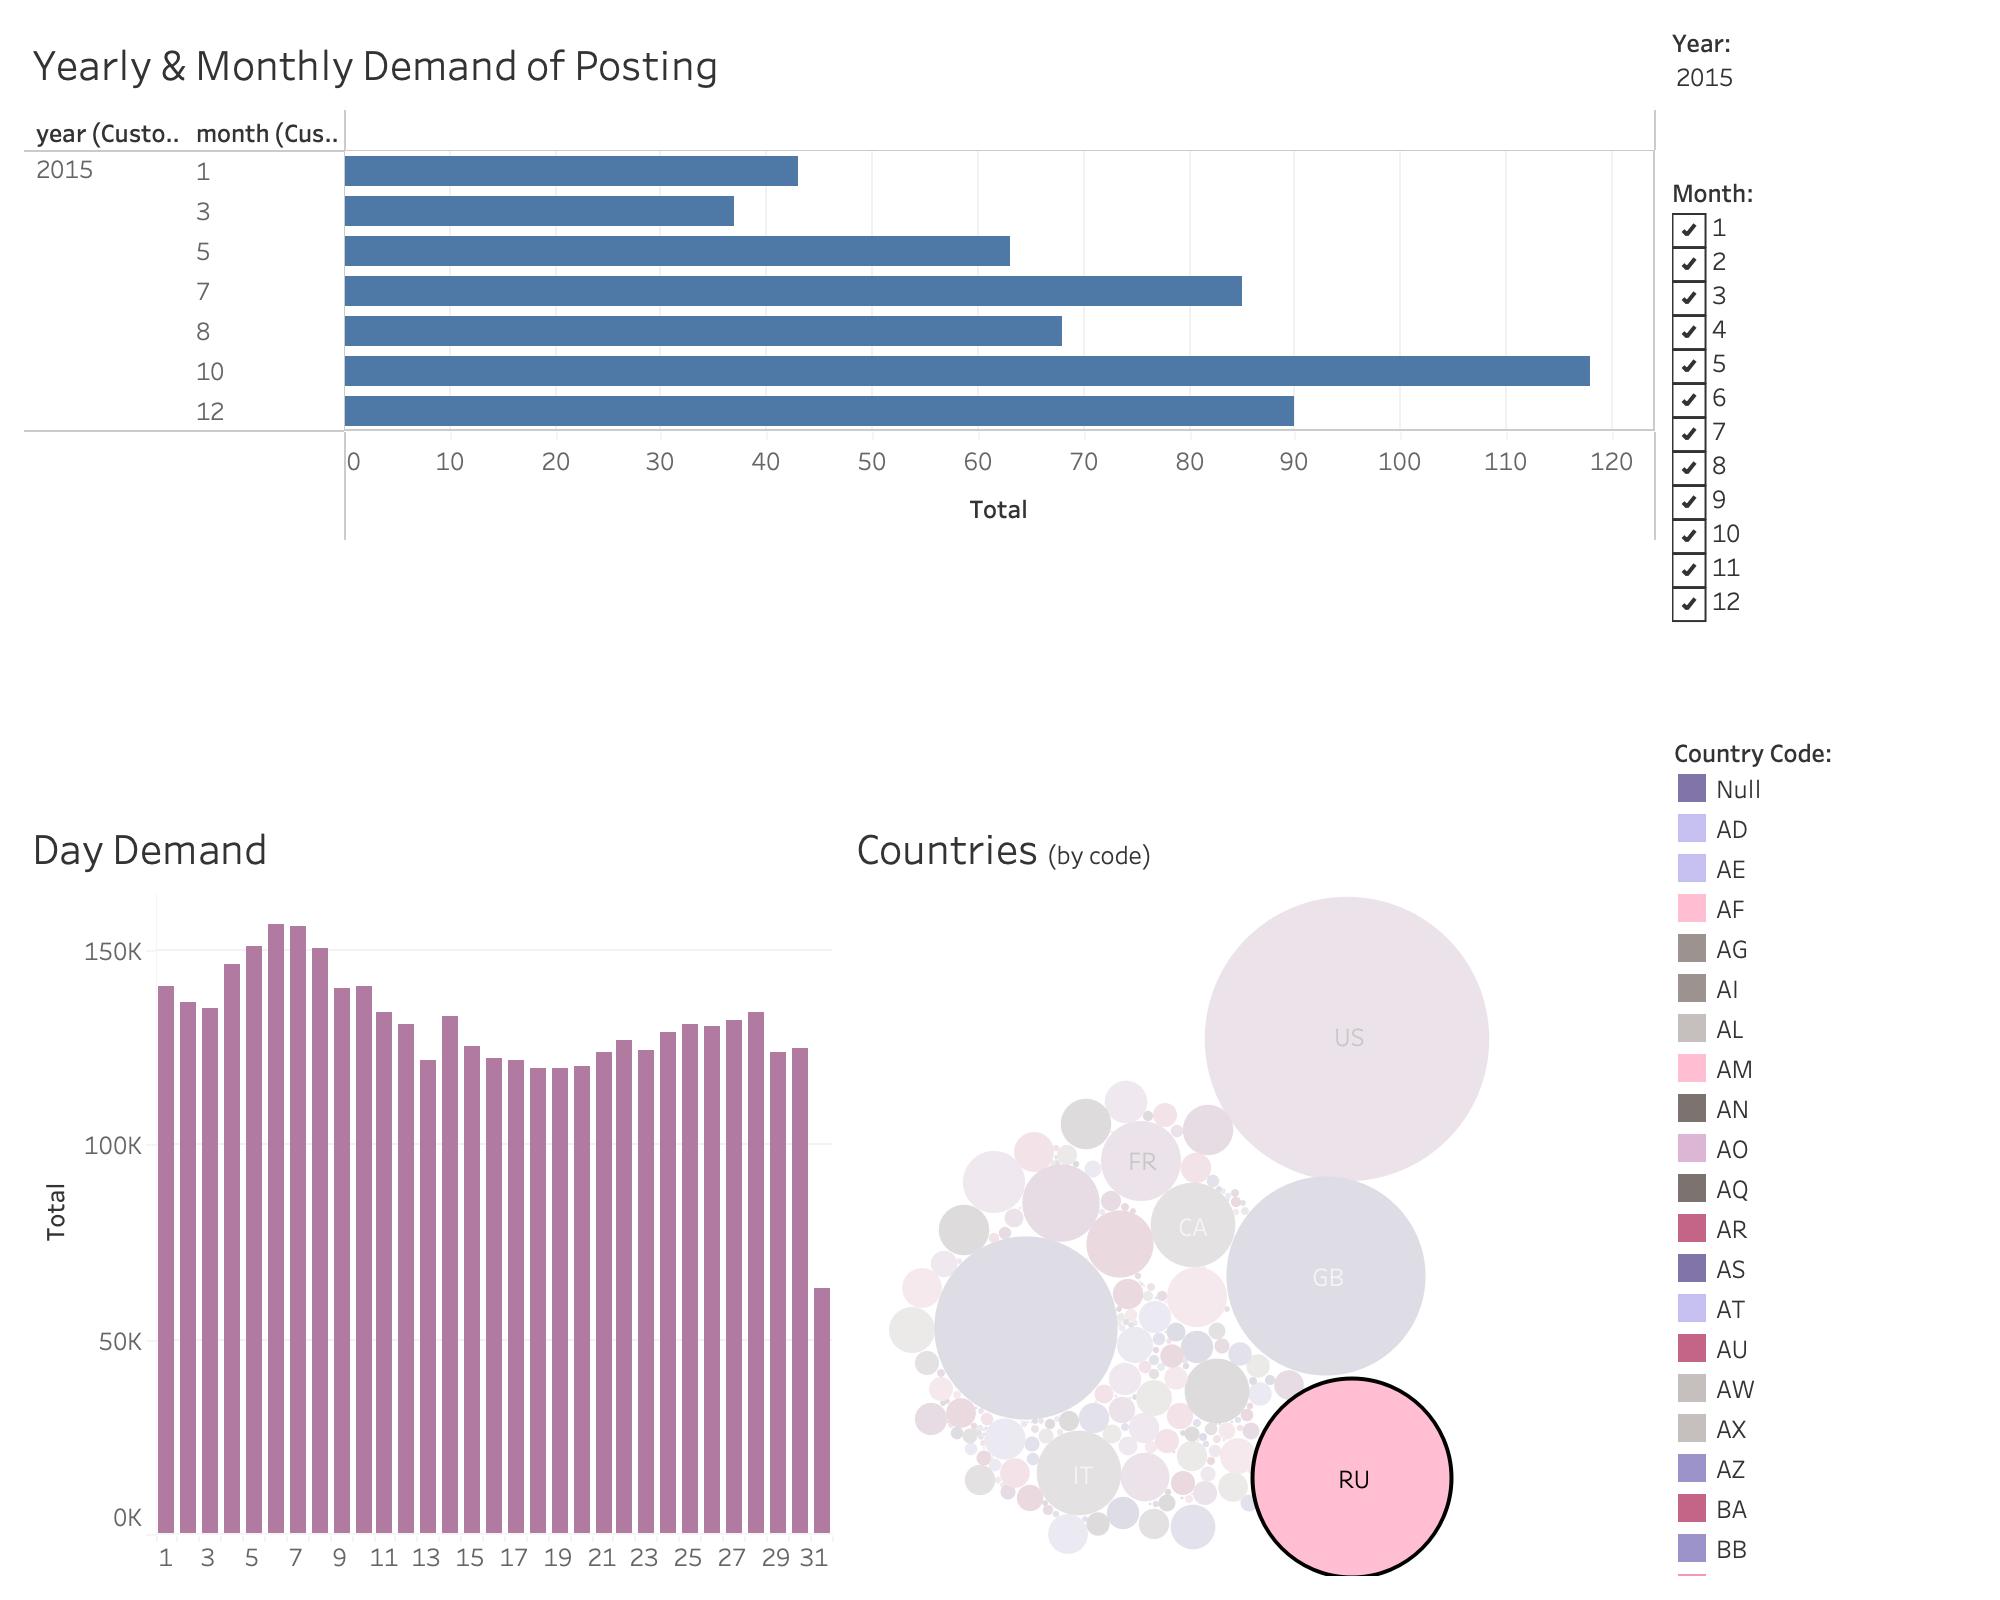 Yearly & Monthly Demand of Posting
year (Custo..
month (Cus..
2015
1
3
5
7
8
10
12
0 10 20 30 40 50 60 70 80 90 100 110 120
Total
Year:
2015
Month:
1
2
3
4
5
6
7
8
9
10
11
12
Day Demand
Total
150K
100K
50K
0K
1 3 5 7 9 11 13 15 17 19 21 23 25 27 29 31
Countries (by code)
US
FR
CA
GB
IT
RU
Country Code:
Null
AD
AE
AF
AG
AI
AL
AM
AN
AO
AQ
AR
AS
AT
AU
AW
AX
AZ
BA
BB